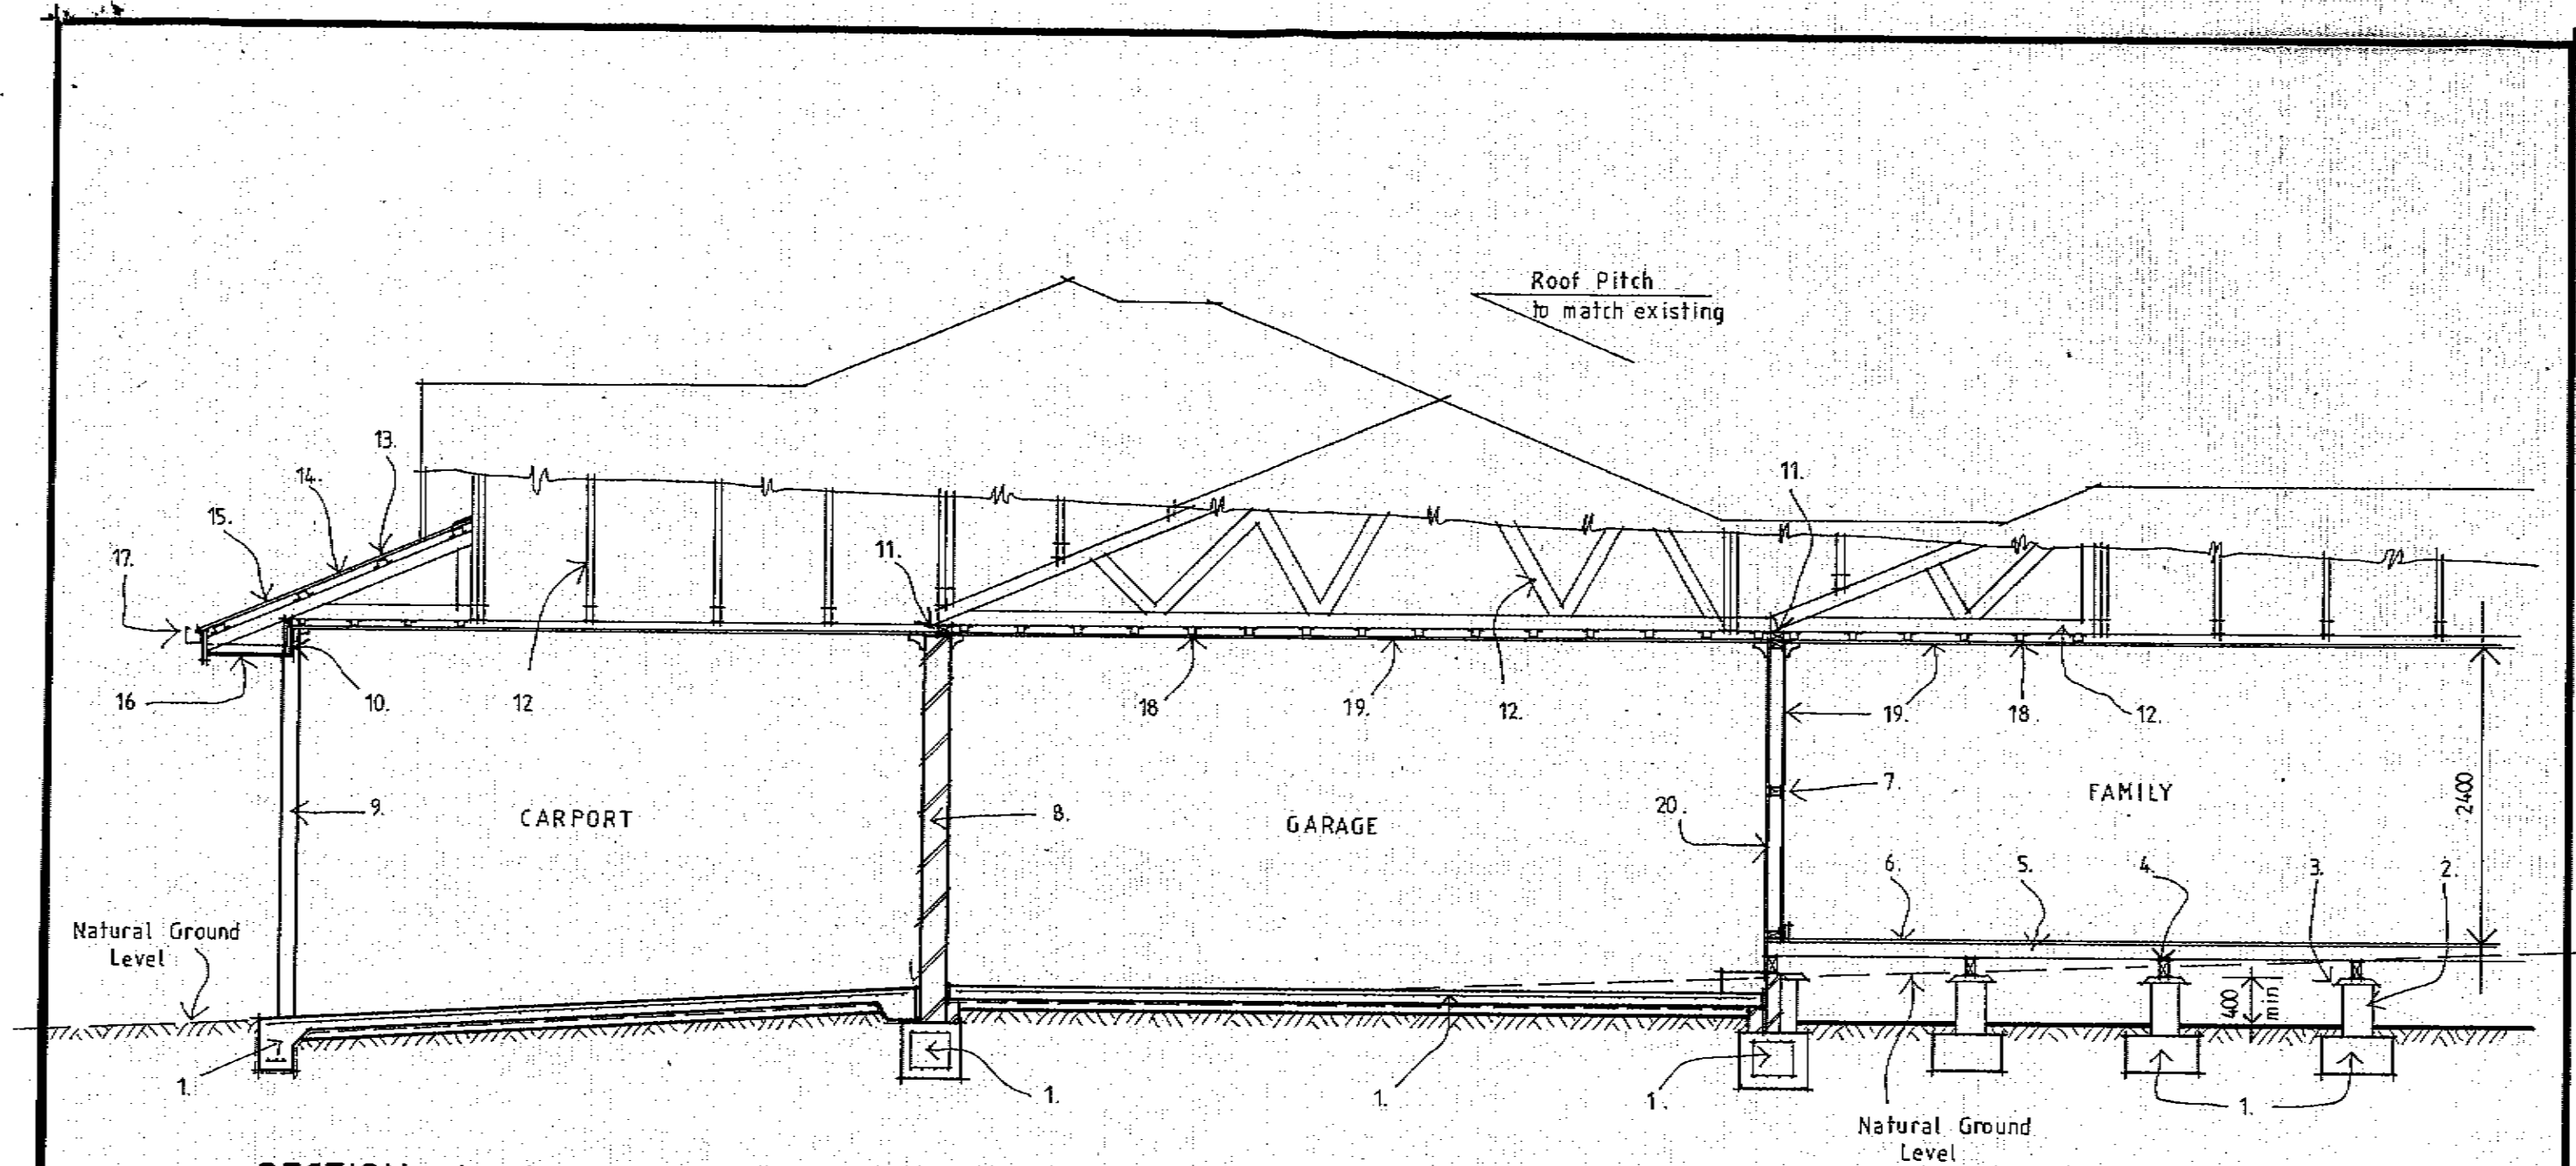 Roof Pitch
to match existing
13.
14.
15.
17.
11.
11.
16
10.
12
18
19.
12.
19.
18.
12.
9.
CARPORT
8.
GARAGE
20.
7.
FAMILY
2400
6.
5.
4.
3.
2.
Natural Ground
Level
400
min
1.
1.
1.
1.
1.
Natural Ground
Level
SECTION